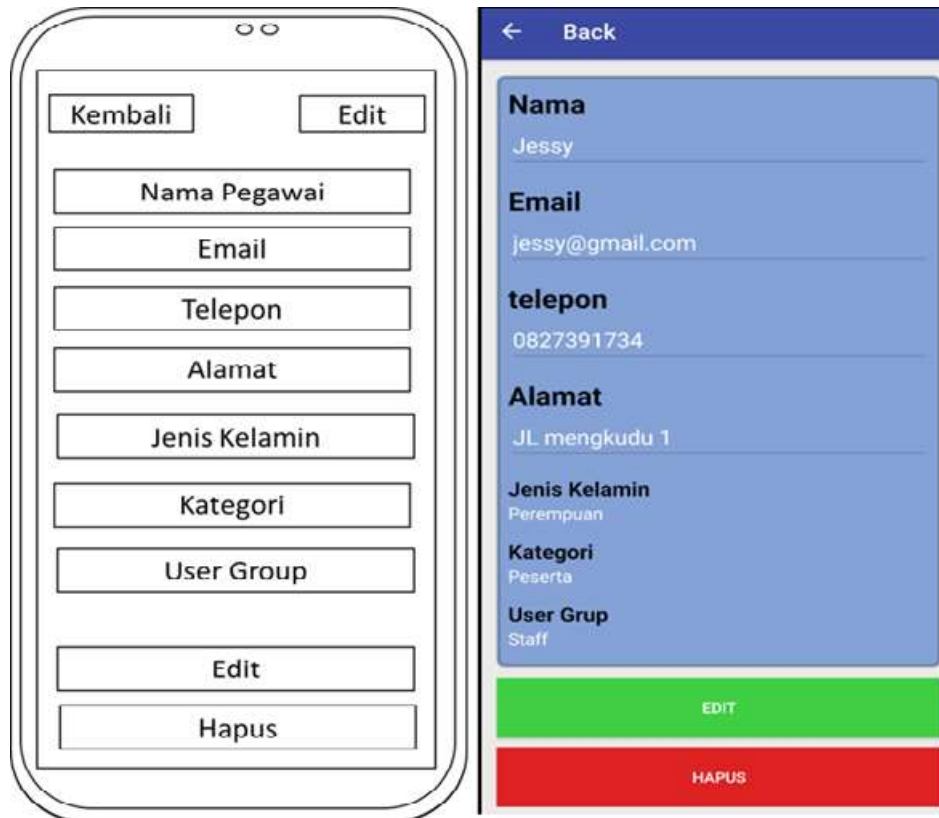 Kembali
Edit
Nama Pegawai
Email
Telepon
Alamat
Jenis Kelamin
Kategori
User Group
Edit
Hapus
Back
Nama
Jessy
Email
jessy@gmail.com
telepon
0827391734
Alamat
JL mengkudu 1
Jenis Kelamin
Perempuan
Kategori
Peserta
User Grup
Staff
EDIT
HAPUS